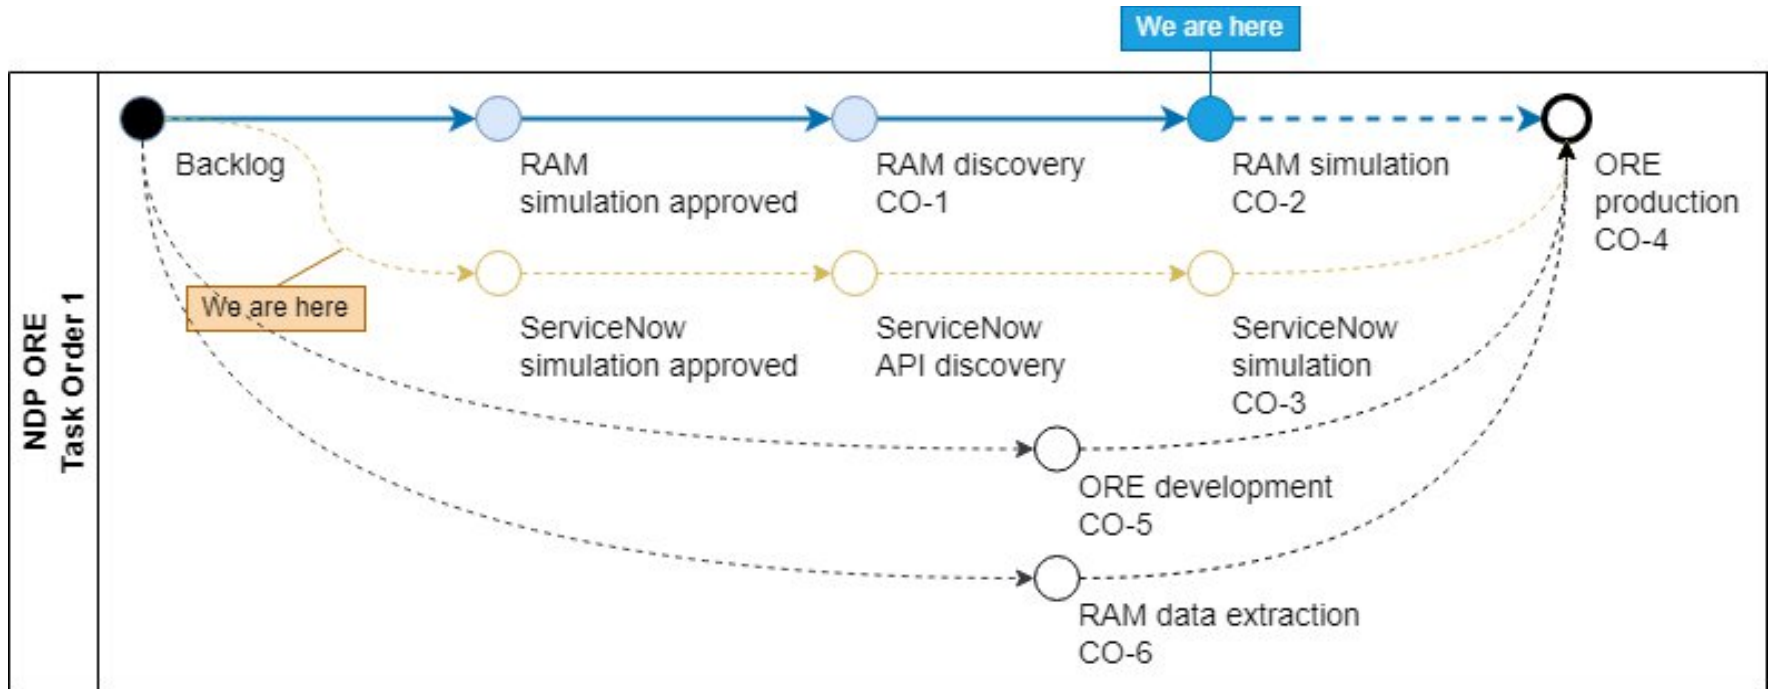 We are here
NDP ORE
Task Order 1
Backlog
RAM
simulation approved
RAM discovery
CO-1
RAM simulation
CO-2
ORE
production
CO-4
We are here
ServiceNow
simulation approved
ServiceNow
API discovery
ServiceNow
simulation
CO-3
ORE development
CO-5
RAM data extraction
CO-6